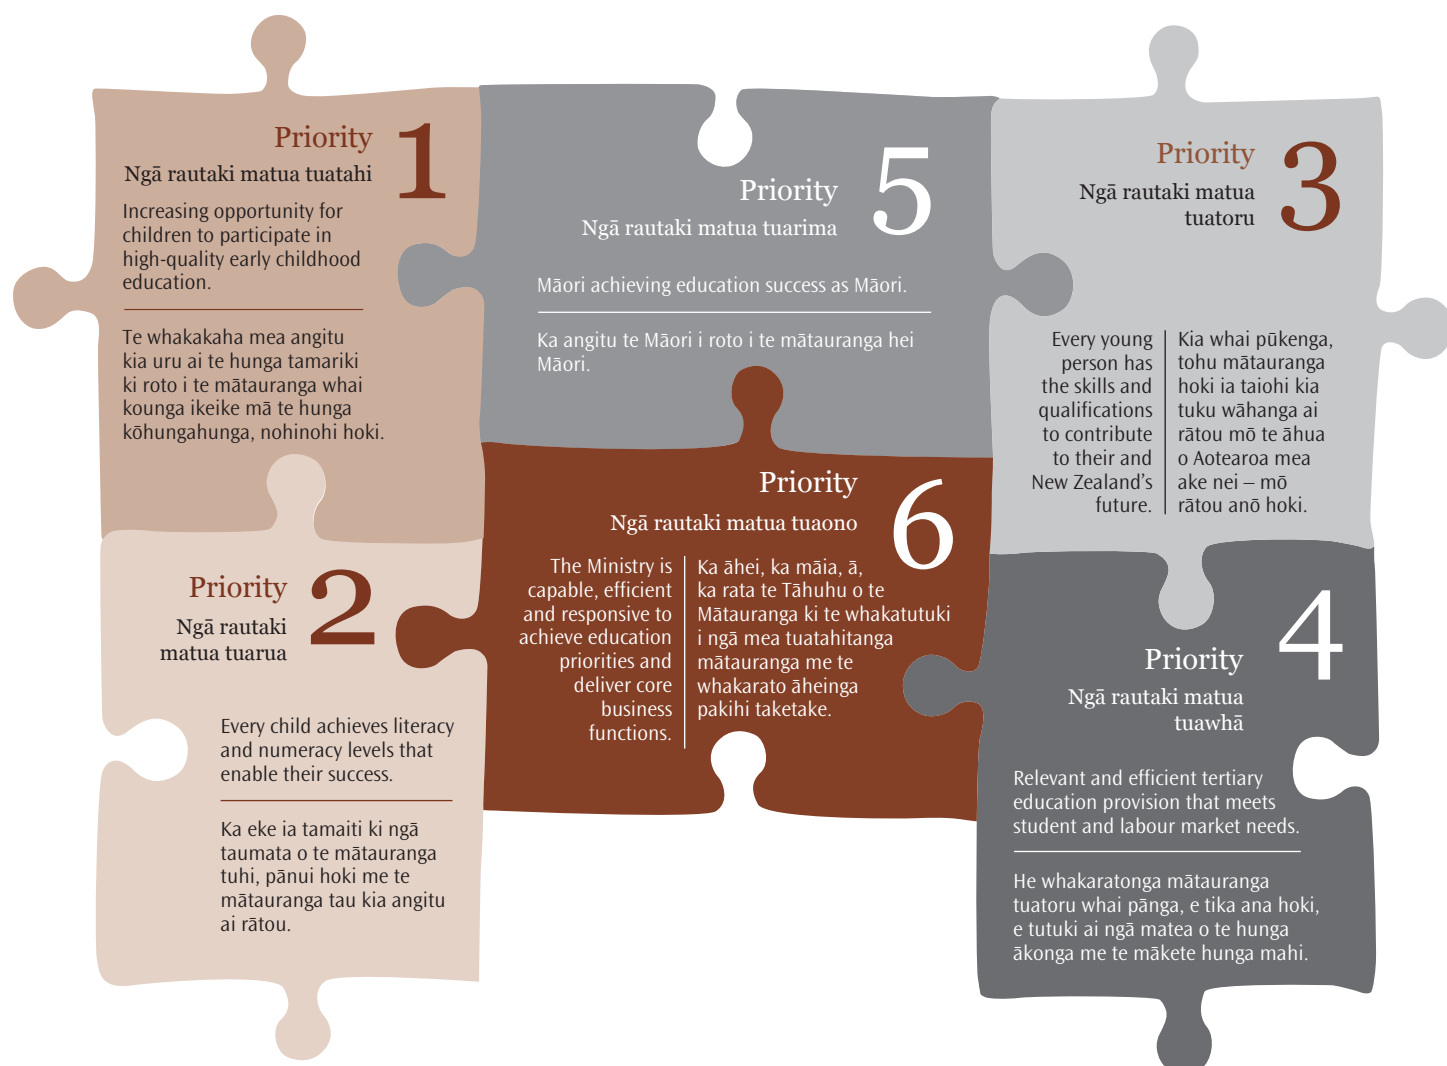 Priority 1
Ngā rautaki matua tuatahi
Increasing opportunity for
children to participate in
high-quality early childhood
education.
Te whakakaha mea angitu
kia uru ai te hunga tamariki
ki roto i te mātauranga whai
kounga ikeike mā te hunga
kōhungahunga, nohinohi hoki.
Priority 2
Ngā rautaki
matua tuarua
Every child achieves literacy
and numeracy levels that
enable their success.
Ka eke ia tamaiti ki ngā
taumata o te mātauranga
tuhi, pānui hoki me te
mātauranga tau kia angitu
ai rātou.
Priority 5
Ngā rautaki matua tuarima
Māori achieving education success as Māori.
Ka angitu te Māori i roto i te mātauranga hei
Māori.
Priority 6
Ngā rautaki matua tuaono
The Ministry is
capable, efficient
and responsive to
achieve education
priorities and
deliver core
business
functions.
Ka āhei, ka māia, ā,
ka rata te Tāhuhu o te
Mātauranga ki te whakatutuki
i ngā mea tuatahitanga
mātauranga me te
whakarato āheinga
pakihi taketake.
Priority 3
Ngā rautaki matua
tuatoru
Every young
person has
the skills and
qualifications
to contribute
to their and
New Zealand's
future.
Kia whai pūkenga,
tohu mātauranga
hoki ia taiohi kia
tuku wāhanga ai
rātou mō te āhua
o Aotearoa mea
ake nei – mō
rātou anō hoki.
Priority 4
Ngā rautaki matua
tuawhā
Relevant and efficient tertiary
education provision that meets
student and labour market needs.
He whakaratonga mātauranga
tuatoru whai pānga, e tika ana hoki,
e tutuki ai ngā matea o te hunga
ākonga me te mākete hunga mahi.